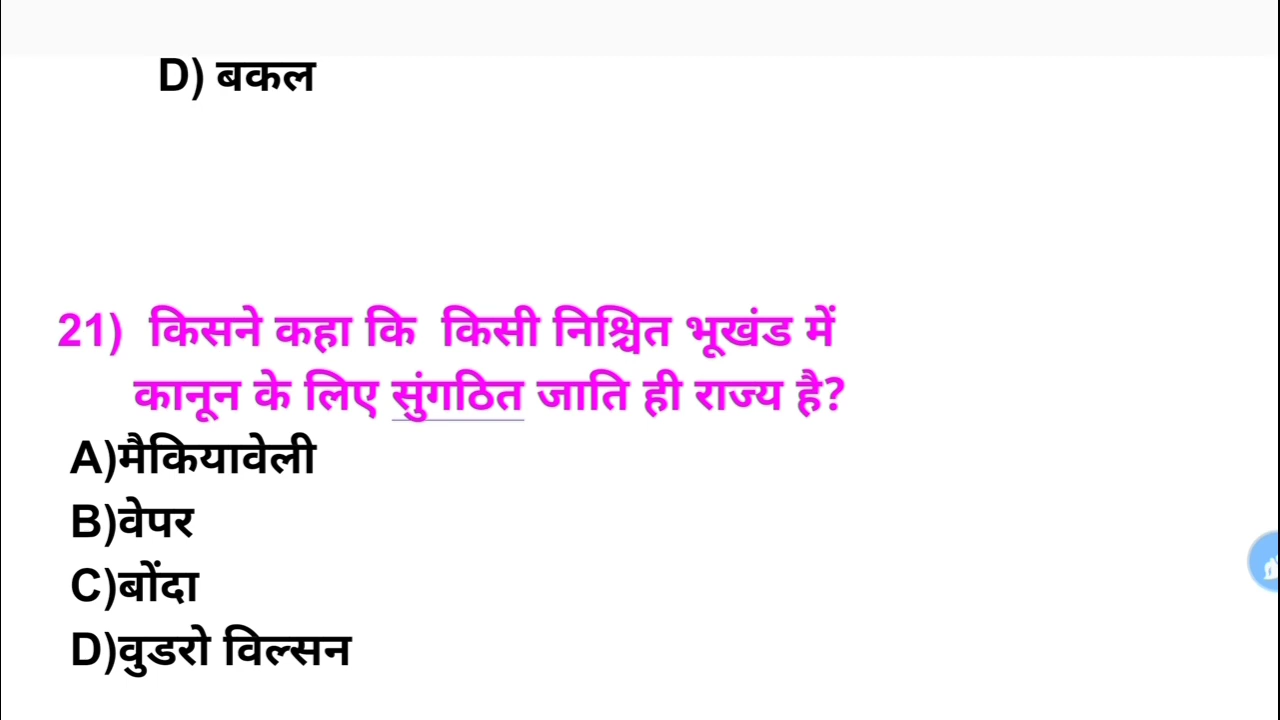 D) बकल
21) किसने कहा कि किसी निश्चित भूखंड में
कानून के लिए सुंगठित जाति ही राज्य है?
A)मैकियावेली
B)वेपर
C)बोंदा
D)वुडरो विल्सन